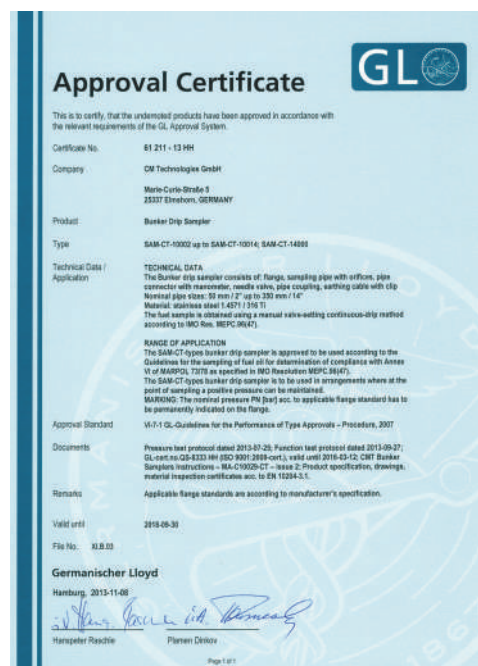 GL
Approval Certificate
This is to certify, that the undernoted products have been approved in accordance with
the relevant requirements of the GL Approval System.
Certificate No. 61 211 - 13 HH
Company CM Technologies GmbH
Marie-Curie-Straße 5
25337 Elmshorn, GERMANY
Product Bunker Drip Sampler
Type SAM-CT-10002 up to SAM-CT-10014; SAM-CT-14000
Technical Data / TECHNICAL DATA
Application The Bunker drip sampler consists of: flange, sampling pipe with orifices, pipe
connector with manometer, needle valve, pipe coupling, earthing cable with clip
Nominal pipe sizes: 50 mm / 2" up to 350 mm / 14"
Material: stainless steel 1.4571 / 316 Ti
The fuel sample is obtained using a manual valve-setting continuous-drip method
according to IMO Res. MEPC.96(47).
RANGE OF APPLICATION
The SAM-CT-types bunker drip sampler is approved to be used according to the
Guidelines for the sampling of fuel oil for determination of compliance with Annex
VI of MARPOL 73/78 as specified in IMO Resolution MEPC.96(47).
The SAM-CT-types bunker drip sampler is to be used in arrangements where at the
point of sampling a positive pressure can be maintained.
MARKING: The nominal pressure PN [bar] acc. to applicable flange standard has to
be permanently indicated on the flange.
Approval Standard VI-7-1 GL-Guidelines for the Performance of Type Approvals – Procedure, 2007
Documents Pressure test protocol dated 2013-07-25; Function test protocol dated 2013-09-27;
GL-cert.no.QS-6333 HH (ISO 9001:2008-cert.), valid until 2016-03-12; CMT Bunker
Samplers Instructions – MA-C10029-CT – Issue 2; Product specification, drawings,
material inspection certificates acc. to EN 10204-3.1.
Remarks Applicable flange standards are according to manufacturer's specification.
Valid until 2018-09-30
File No. XI.B.03
Germanischer Lloyd
Hamburg, 2013-11-08
Hanspeter Raschle Plamen Dinkov
Page 1 of 1